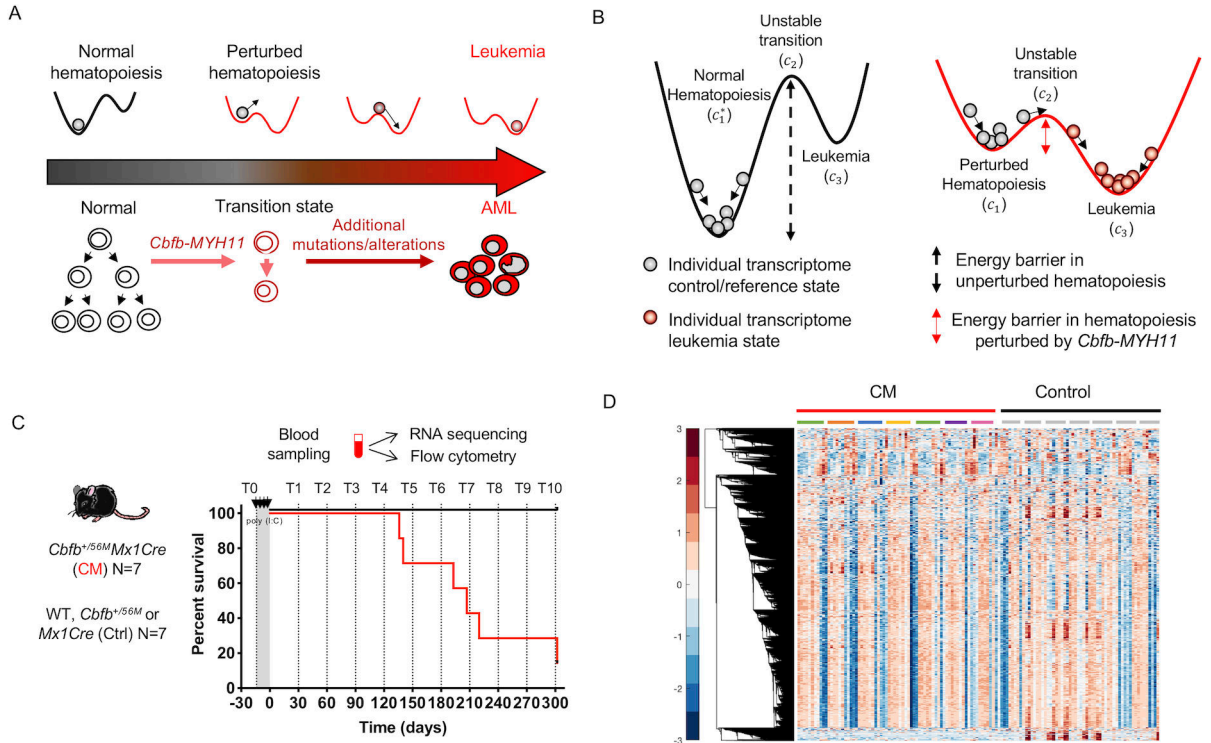 A
Normal
hematopoiesis
Perturbed
hematopoiesis
Leukemia
Normal
Transition state
AML
Cbfb-MYH11
Additional
mutations/alterations
B
Unstable
transition
(c₂)
Normal
Hematopoiesis
(c₁*)
Leukemia
(c₃)
Unstable
transition
(c₂)
Perturbed
Hematopoiesis
(c₁)
Leukemia
(c₃)
Individual transcriptome
control/reference state
Individual transcriptome
leukemia state
Energy barrier in
unperturbed hematopoiesis
Energy barrier in hematopoiesis
perturbed by Cbfb-MYH11
C
Blood
sampling
RNA sequencing
Flow cytometry
T0 T1 T2 T3 T4 T5 T6 T7 T8 T9 T10
poly (I:C)
Cbfb+/56MMx1Cre
(CM) N=7
WT, Cbfb+/56M or
Mx1Cre (Ctrl) N=7
Percent survival
100
80
60
40
20
0
-30 0 30 60 90 120 150 180 210 240 270 300
Time (days)
D
CM
Control
3
2
1
0
-1
-2
-3